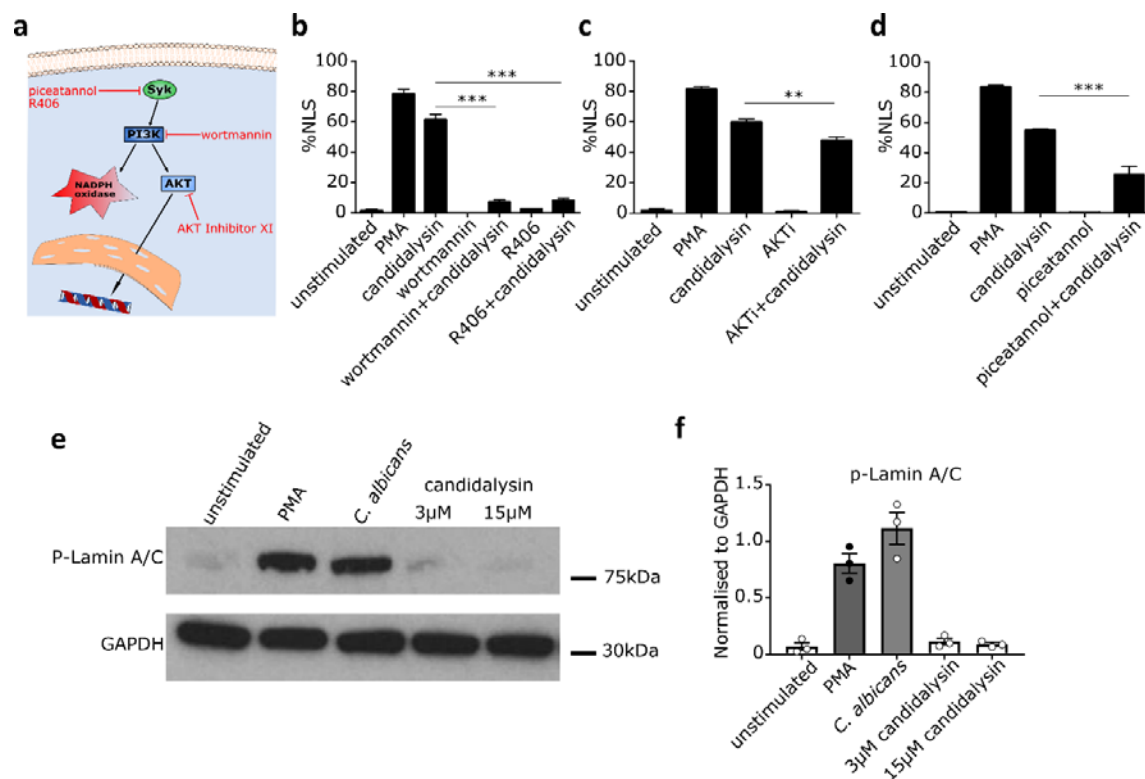 a
piceatannol
R406
Syk
PI3K
wortmannin
NADPH
oxidase
AKT
AKT Inhibitor XI
b
%NLS
100
80
60
40
20
0
***
***
unstimulated
PMA
candidalysin
wortmannin
wortmannin+candidalysin
R406
R406+candidalysin
c
%NLS
100
80
60
40
20
0
**
unstimulated
PMA
candidalysin
AKTi
AKTi+candidalysin
d
%NLS
100
80
60
40
20
0
***
unstimulated
PMA
candidalysin
piceatannol
piceatannol+candidalysin
e
unstimulated
PMA
C. albicans
candidalysin
3µM 15µM
P-Lamin A/C
75kDa
GAPDH
30kDa
f
p-Lamin A/C
Normalised to GAPDH
1.5
1.0
0.5
0
unstimulated
PMA
C. albicans
3µM candidalysin
15µM candidalysin